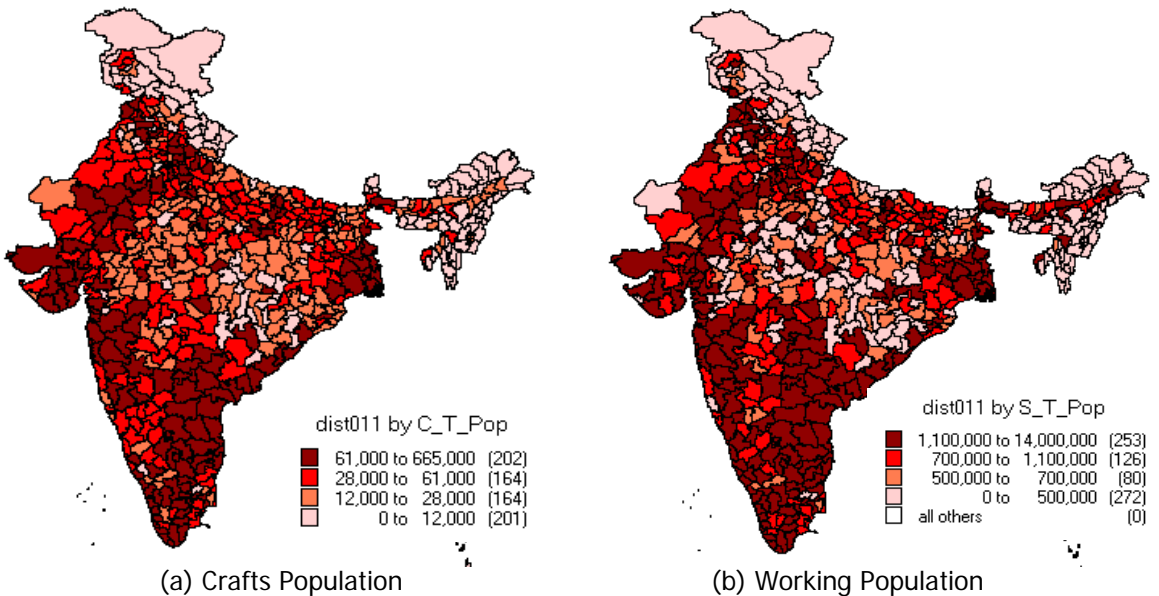 dist011 by C_T_Pop
61,000 to 665,000 (202)
28,000 to 61,000 (164)
12,000 to 28,000 (164)
0 to 12,000 (201)
(a) Crafts Population
dist011 by S_T_Pop
1,100,000 to 14,000,000 (253)
700,000 to 1,100,000 (126)
500,000 to 700,000 (80)
0 to 500,000 (272)
all others (0)
(b) Working Population